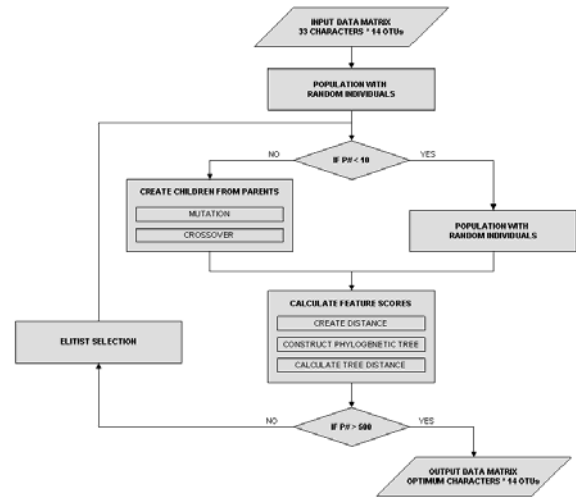 INPUT DATA MATRIX
33 CHARACTERS * 14 OTUs
POPULATION WITH
RANDOM INDIVIDUALS
IF P# < 10
NO
YES
CREATE CHILDREN FROM PARENTS
MUTATION
CROSSOVER
POPULATION WITH
RANDOM INDIVIDUALS
CALCULATE FEATURE SCORES
CREATE DISTANCE
CONSTRUCT PHYLOGENETIC TREE
CALCULATE TREE DISTANCE
ELITIST SELECTION
IF P# > 500
NO
YES
OUTPUT DATA MATRIX
OPTIMUM CHARACTERS * 14 OTUs